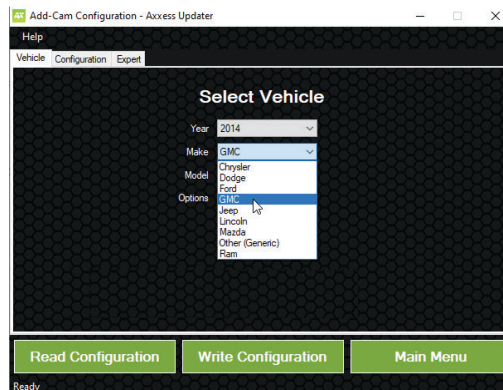 AX Add-Cam Configuration - Axxess Updater
Help
Vehicle Configuration Expert
Select Vehicle
Year 2014
Make GMC
Chrysler
Model Dodge
Ford
Options GMC
Jeep
Lincoln
Mazda
Other (Generic)
Ram
Read Configuration Write Configuration Main Menu
Ready